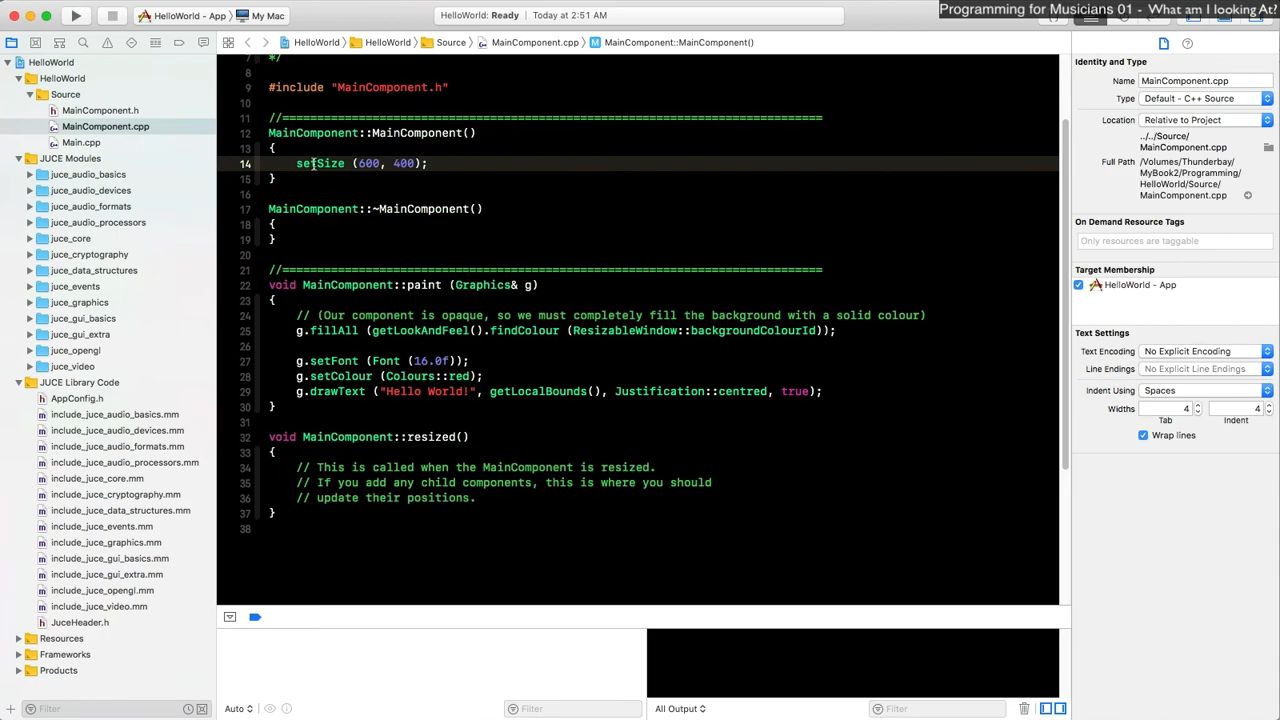 HelloWorld - App
My Mac
HelloWorld: Ready | Today at 2:51 AM
Programming for Musicians 01 - What am I looking At?
HelloWorld
HelloWorld
Source
MainComponent.cpp
MainComponent::MainComponent()
HelloWorld
HelloWorld
Source
MainComponent.h
MainComponent.cpp
Main.cpp
JUCE Modules
juce_audio_basics
juce_audio_devices
juce_audio_formats
juce_audio_processors
juce_core
juce_cryptography
juce_data_structures
juce_events
juce_graphics
juce_gui_basics
juce_gui_extra
juce_opengl
juce_video
JUCE Library Code
AppConfig.h
include_juce_audio_basics.mm
include_juce_audio_devices.mm
include_juce_audio_formats.mm
include_juce_audio_processors.mm
include_juce_core.mm
include_juce_cryptography.mm
include_juce_data_structures.mm
include_juce_events.mm
include_juce_graphics.mm
include_juce_gui_basics.mm
include_juce_gui_extra.mm
include_juce_opengl.mm
include_juce_video.mm
JuceHeader.h
Resources
Frameworks
Products
Filter
7 */
8
9 #include "MainComponent.h"
10
11 //==============================================================================
12 MainComponent::MainComponent()
13 {
14 setSize (600, 400);
15 }
16
17 MainComponent::~MainComponent()
18 {
19 }
20
21 //==============================================================================
22 void MainComponent::paint (Graphics& g)
23 {
24 // (Our component is opaque, so we must completely fill the background with a solid colour)
25 g.fillAll (getLookAndFeel().findColour (ResizableWindow::backgroundColourId));
26
27 g.setFont (Font (16.0f));
28 g.setColour (Colours::red);
29 g.drawText ("Hello World!", getLocalBounds(), Justification::centred, true);
30 }
31
32 void MainComponent::resized()
33 {
34 // This is called when the MainComponent is resized.
35 // If you add any child components, this is where you should
36 // update their positions.
37 }
38
Auto
Filter
All Output
Filter
Identity and Type
Name MainComponent.cpp
Type Default - C++ Source
Location Relative to Project
../../Source/
MainComponent.cpp
Full Path /Volumes/Thunderbay/
MyBook2/Programming/
HelloWorld/Source/
MainComponent.cpp
On Demand Resource Tags
Only resources are taggable
Target Membership
HelloWorld - App
Text Settings
Text Encoding No Explicit Encoding
Line Endings No Explicit Line Endings
Indent Using Spaces
Widths 4 4
Tab Indent
Wrap lines